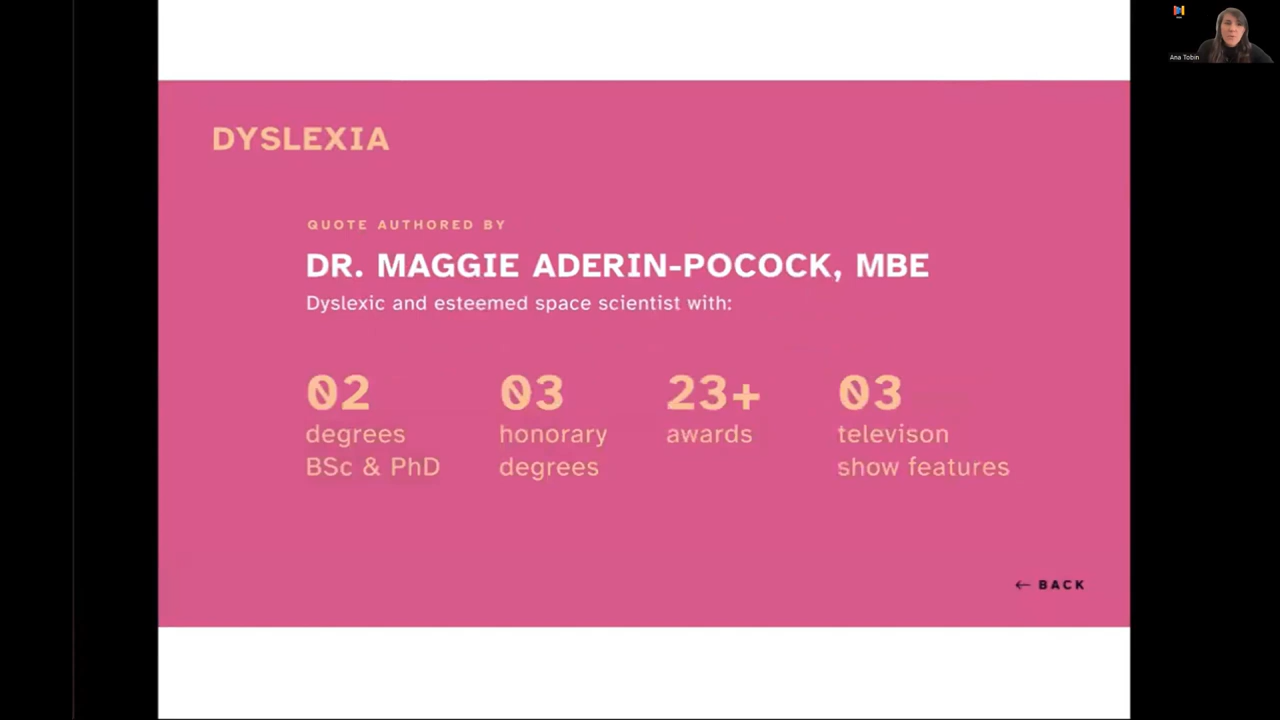 DYSLEXIA
QUOTE AUTHORED BY
DR. MAGGIE ADERIN-POCOCK, MBE
Dyslexic and esteemed space scientist with:
02
degrees
BSc & PhD
03
honorary
degrees
23+
awards
03
televison
show features
← BACK
Ana Tobin